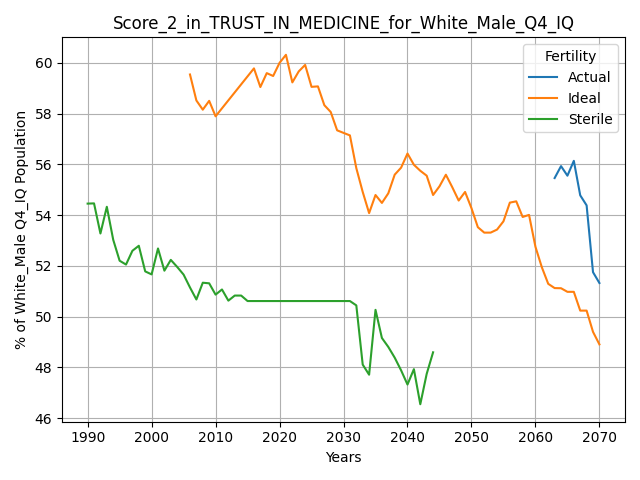 Score_2_in_TRUST_IN_MEDICINE_for_White_Male_Q4_IQ
Fertility
Actual
Ideal
Sterile
% of White_Male Q4_IQ Population
60
58
56
54
52
50
48
46
1990
2000
2010
2020
2030
2040
2050
2060
2070
Years